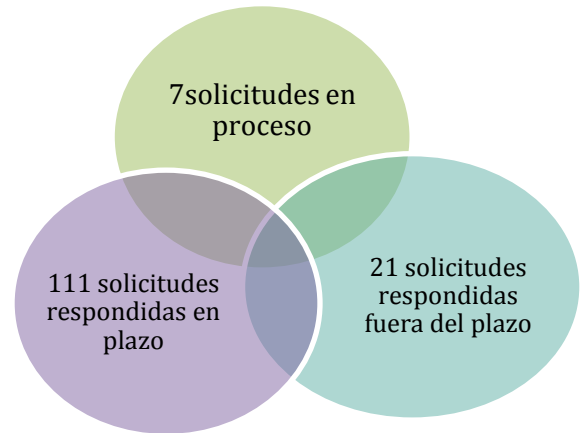 7solicitudes en
proceso
111 solicitudes
respondidas en
plazo
21 solicitudes
respondidas
fuera del plazo